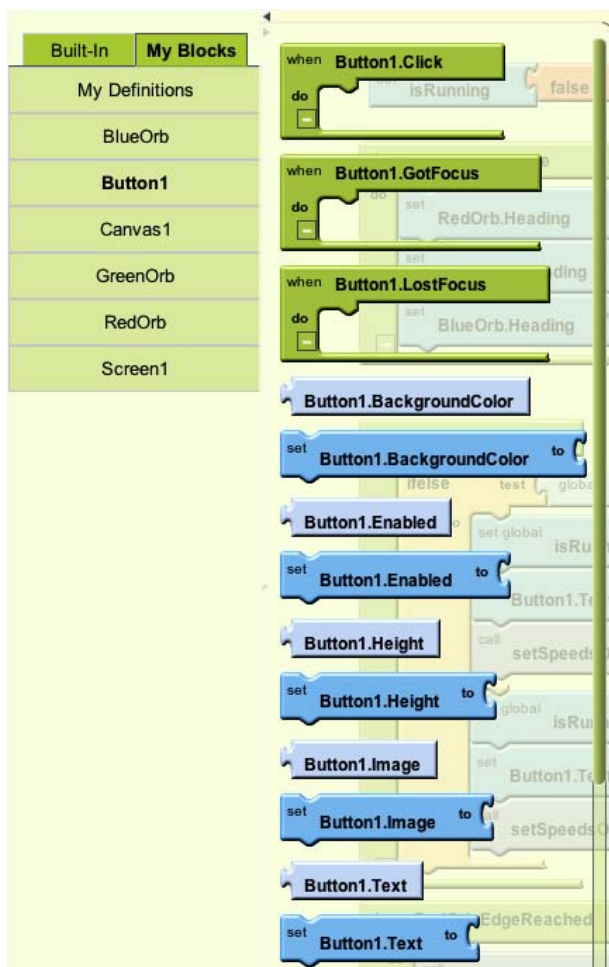 Built-In
My Blocks
My Definitions
BlueOrb
Button1
Canvas1
GreenOrb
RedOrb
Screen1
when Button1.Click
do
when Button1.GotFocus
do
when Button1.LostFocus
do
Button1.BackgroundColor
set Button1.BackgroundColor to
Button1.Enabled
set Button1.Enabled to
Button1.Height
set Button1.Height to
Button1.Image
set Button1.Image to
Button1.Text
set Button1.Text to
isRunning false
do
set
RedOrb.Heading
set
set
BlueOrb.Heading
ifelse test
set global
call
set
EdgeReached